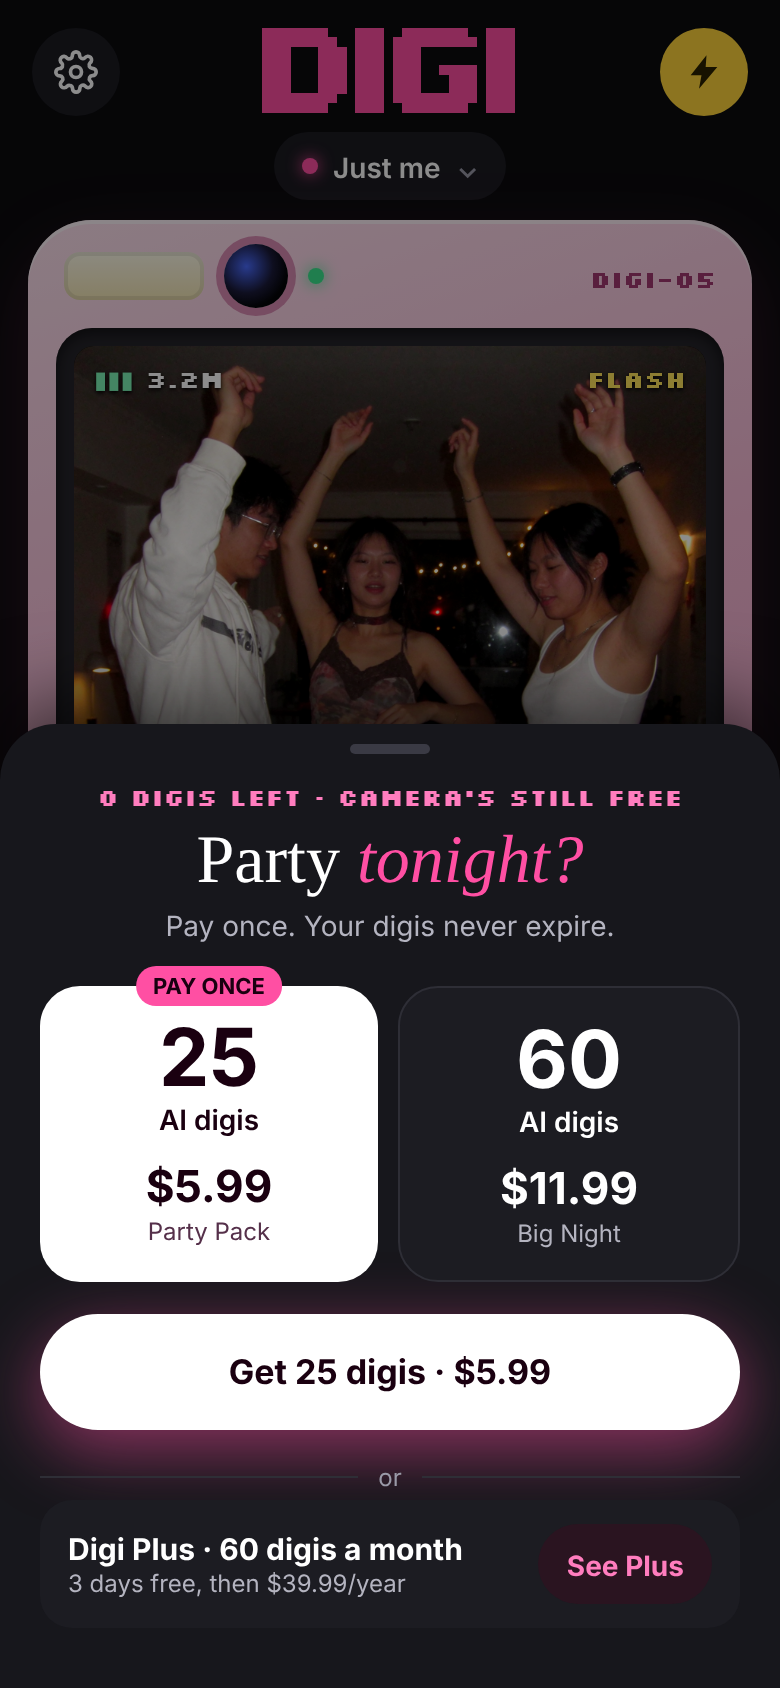 DIGI
Just me
DIGI-05
3.2M
FLASH
0 DIGIS LEFT · CAMERA'S STILL FREE
Party tonight?
Pay once. Your digis never expire.
PAY ONCE
25
AI digis
$5.99
Party Pack
60
AI digis
$11.99
Big Night
Get 25 digis · $5.99
or
Digi Plus · 60 digis a month
3 days free, then $39.99/year
See Plus